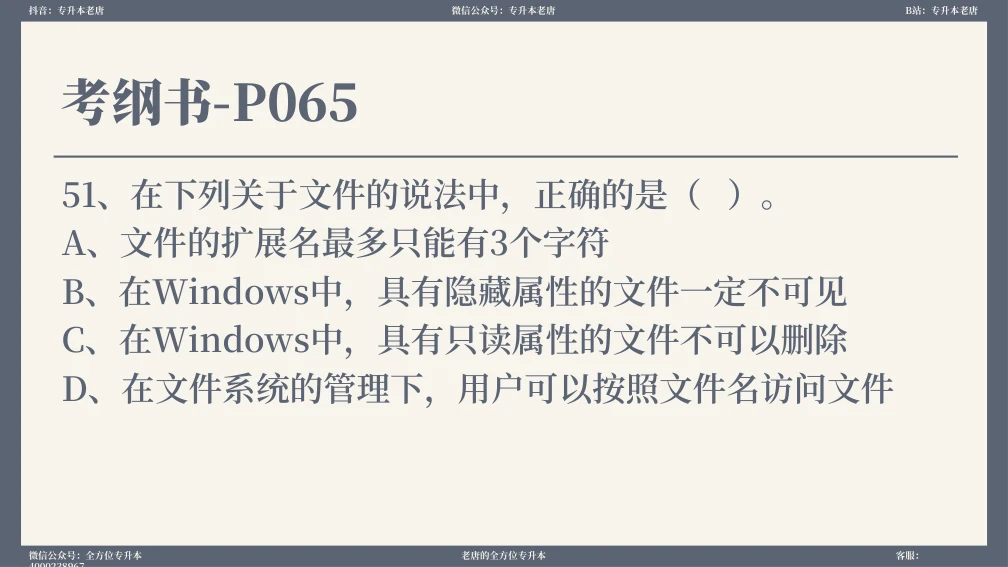 抖音：专升本老唐
微信公众号：专升本老唐
B站：专升本老唐
考纲书-P065
51、在下列关于文件的说法中，正确的是（  ）。
A、文件的扩展名最多只能有3个字符
B、在Windows中，具有隐藏属性的文件一定不可见
C、在Windows中，具有只读属性的文件不可以删除
D、在文件系统的管理下，用户可以按照文件名访问文件
微信公众号：全方位专升本
老唐的全方位专升本
客服：
4000238967